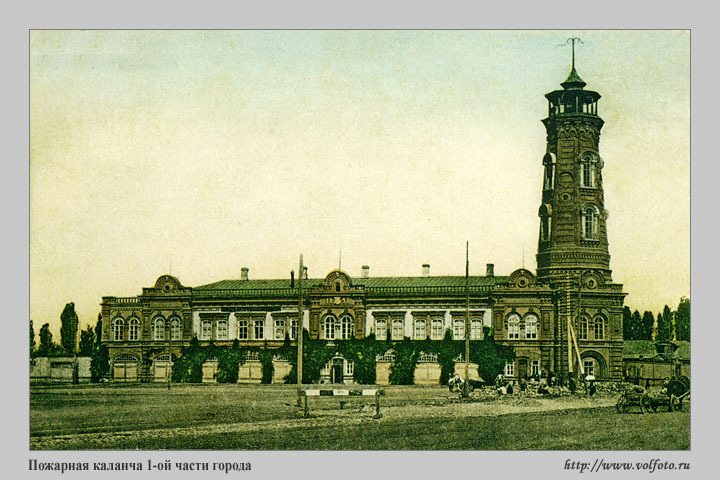 Пожарная каланча 1-ой части города
http://www.volfoto.ru